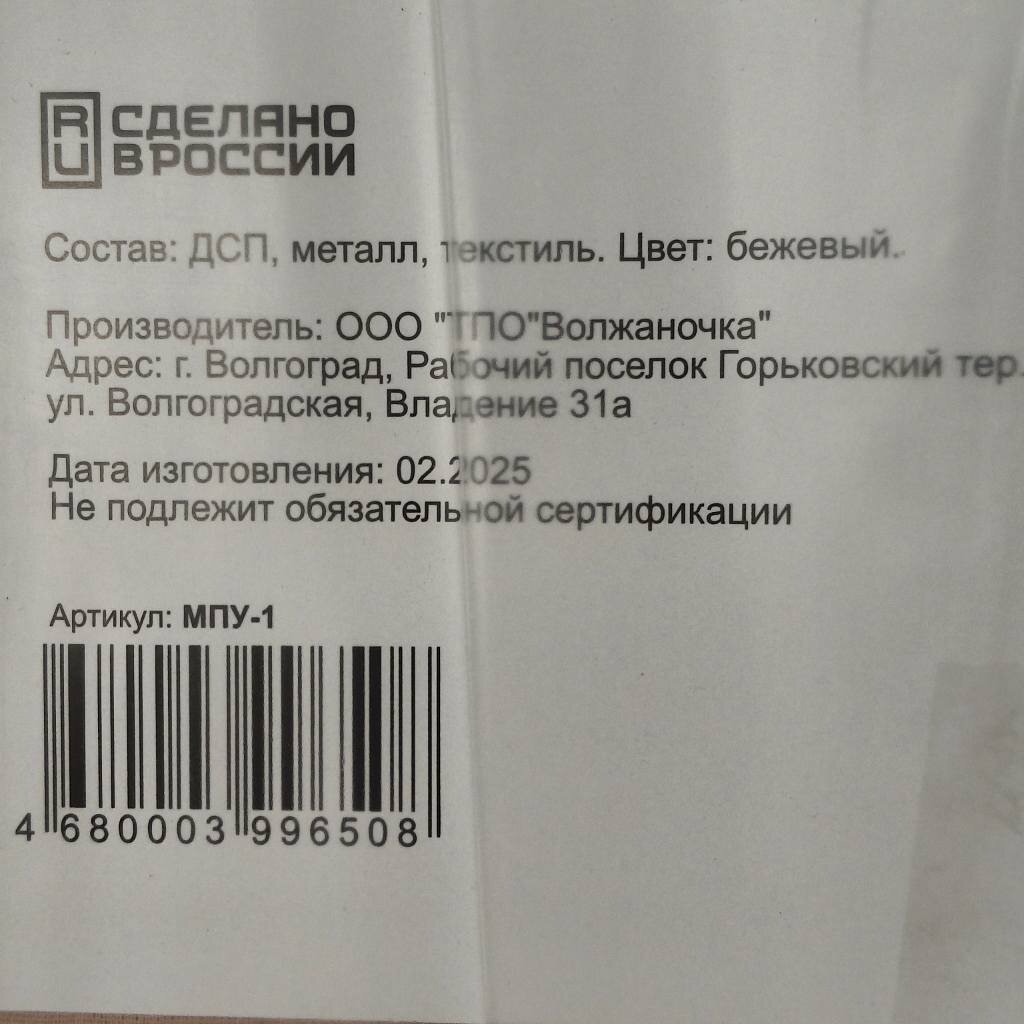 RU
СДЕЛАНО
В РОССИИ
Состав: ДСП, металл, текстиль. Цвет: бежевый.
Производитель: ООО "ТПО"Волжаночка"
Адрес: г. Волгоград, Рабочий поселок Горьковский тер.
ул. Волгоградская, Владение 31а
Дата изготовления: 02.2025
Не подлежит обязательной сертификации
Артикул: МПУ-1
4 680003 996508